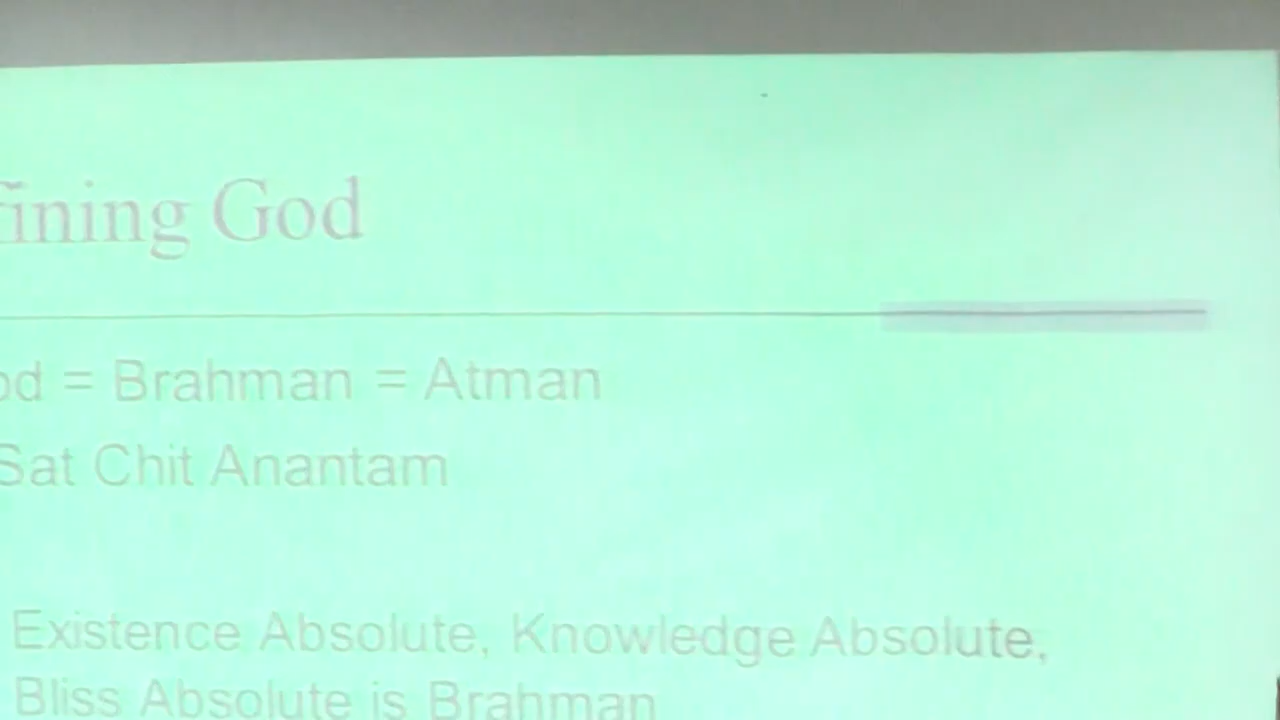 fining God
od = Brahman = Atman
Sat Chit Anantam
Existence Absolute, Knowledge Absolute,
Bliss Absolute is Brahman